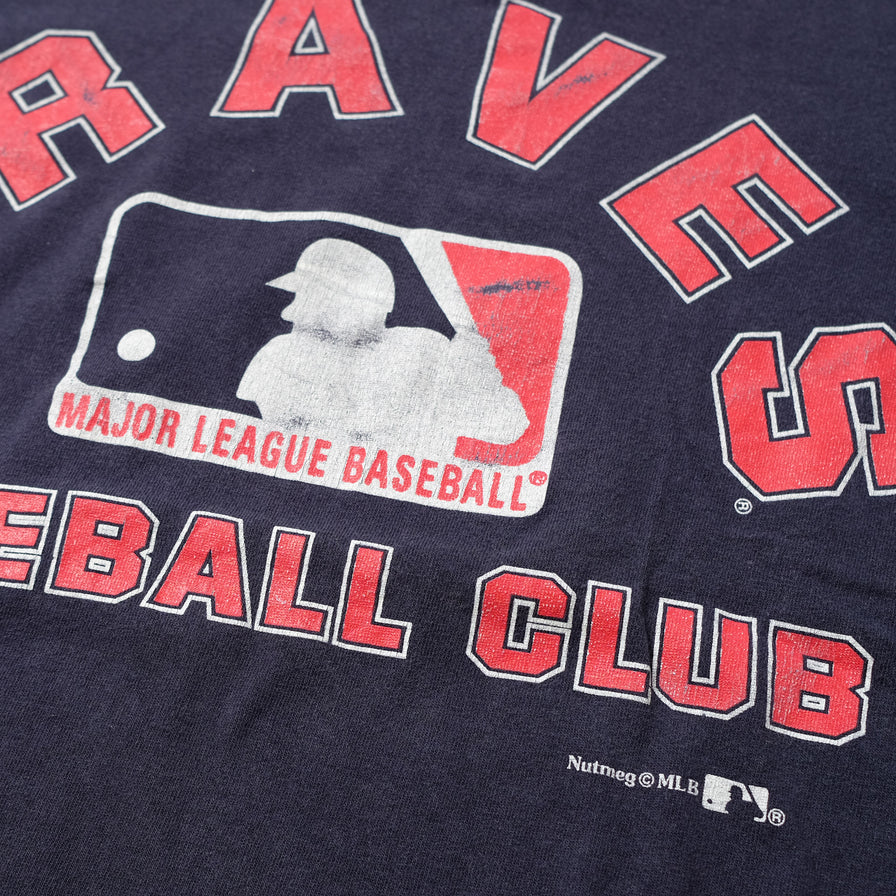 RAVES
MAJOR LEAGUE BASEBALL®
®
EBALL CLUB
Nutmeg © MLB ®